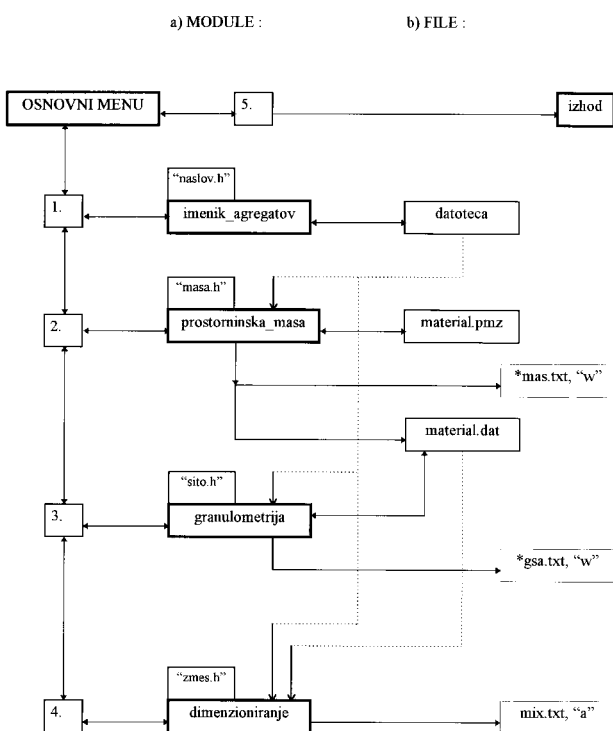 a) MODULE :
b) FILE :
OSNOVNI MENU
5.
izhod
"naslov.h"
1.
imenik_agregatov
datoteca
"masa.h"
2.
prostorninska_masa
material.pmz
*mas.txt, "w"
material.dat
"sito.h"
3.
granulometrija
*gsa.txt, "w"
"zmes.h"
4.
dimenzioniranje
mix.txt, "a"